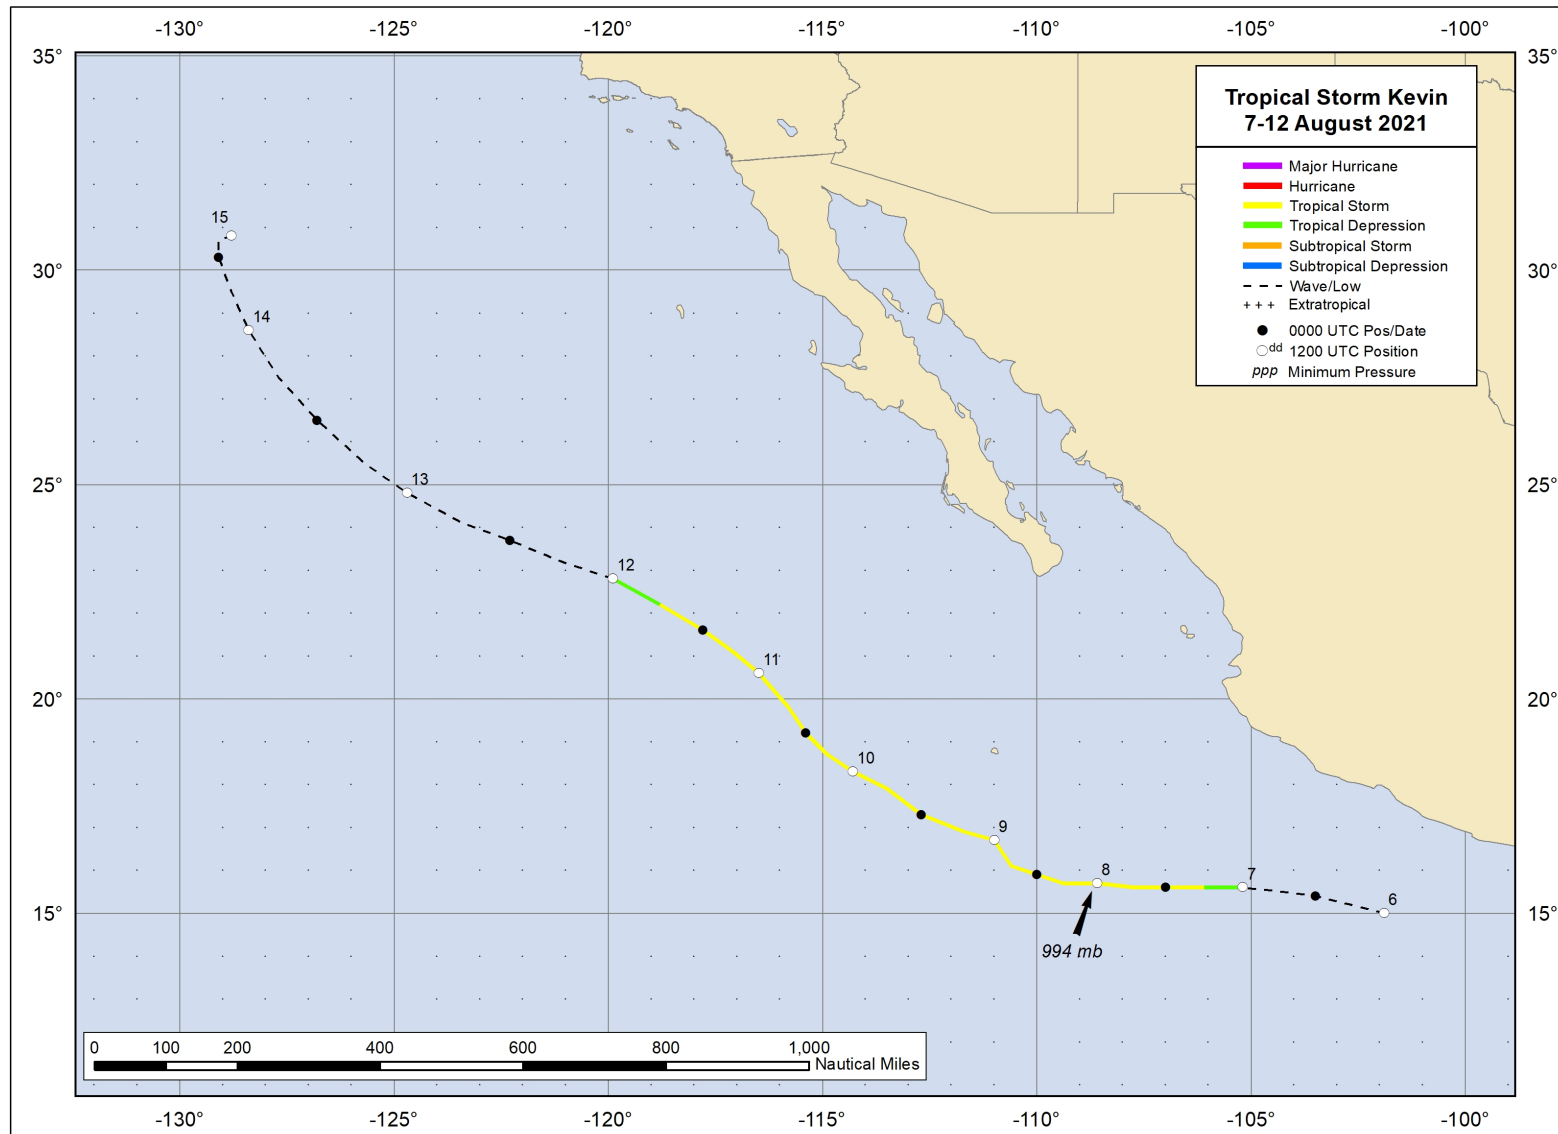 -130° -125° -120° -115° -110° -105° -100°
35° 35°
Tropical Storm Kevin
7-12 August 2021
Major Hurricane
Hurricane
Tropical Storm
Tropical Depression
Subtropical Storm
Subtropical Depression
Wave/Low
+++ Extratropical
0000 UTC Pos/Date
dd 1200 UTC Position
ppp Minimum Pressure
15
30° 30°
14
13
25° 25°
12
11
20° 20°
10
9
8
7
6
15° 15°
994 mb
0 100 200 400 600 800 1,000
Nautical Miles
-130° -125° -120° -115° -110° -105° -100°